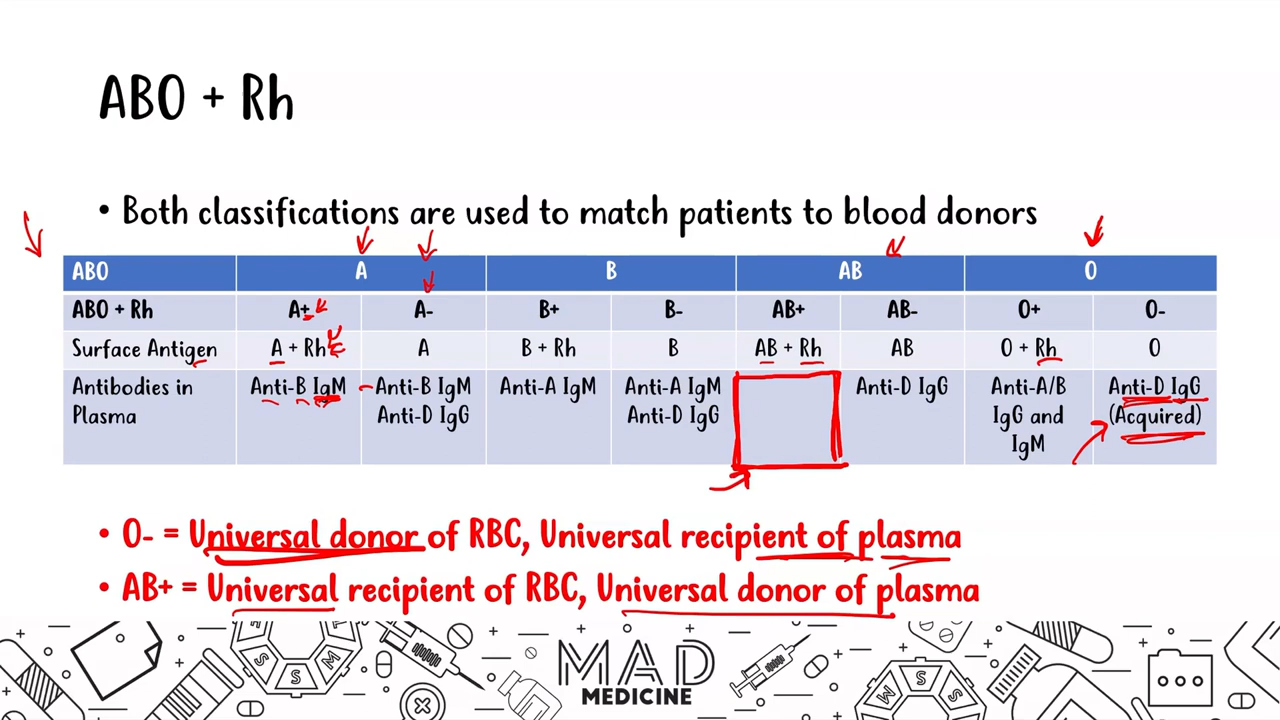 ABO + Rh
• Both classifications are used to match patients to blood donors
ABO A B AB O
ABO + Rh A+ A- B+ B- AB+ AB- O+ O-
Surface Antigen A + Rh A B + Rh B AB + Rh AB O + Rh O
Antibodies in Anti-B IgM Anti-B IgM Anti-A IgM Anti-A IgM Anti-D IgG Anti-A/B Anti-D IgG
Plasma Anti-D IgG Anti-D IgG IgG and (Acquired)
IgM
• O- = Universal donor of RBC, Universal recipient of plasma
• AB+ = Universal recipient of RBC, Universal donor of plasma
MAD
MEDICINE